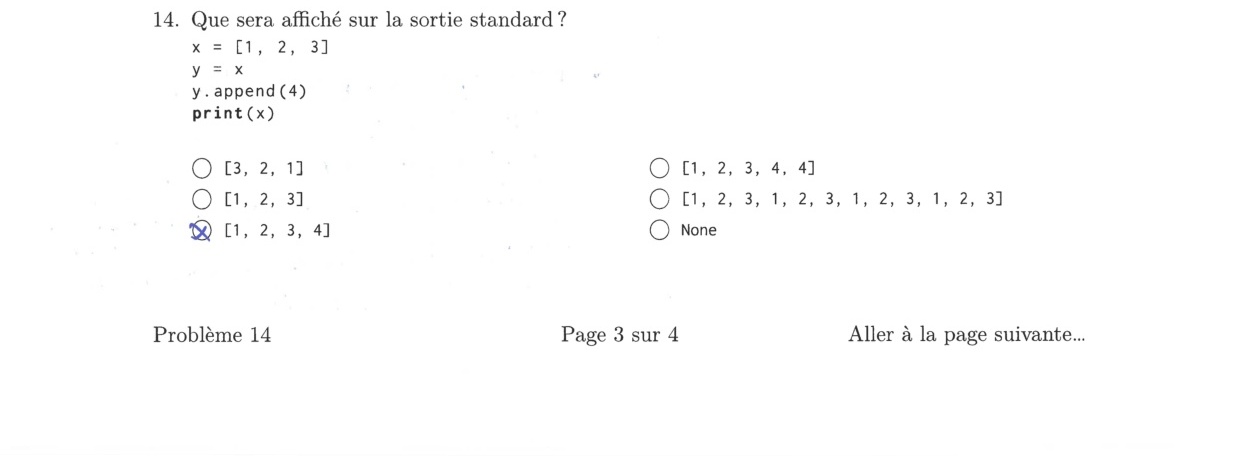 14. Que sera affiché sur la sortie standard ?
x = [1, 2, 3]
y = x
y.append(4)
print(x)
[3, 2, 1]
[1, 2, 3]
[1, 2, 3, 4]
[1, 2, 3, 4, 4]
[1, 2, 3, 1, 2, 3, 1, 2, 3, 1, 2, 3]
None
Problème 14 Page 3 sur 4 Aller à la page suivante...